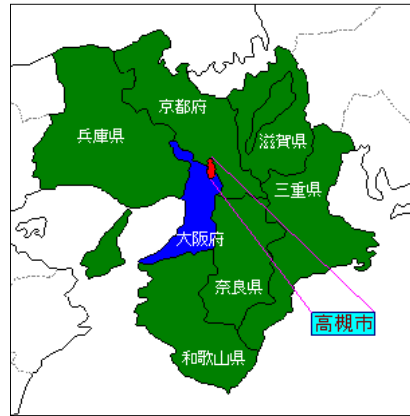 京都府
兵庫県
滋賀県
三重県
大阪府
奈良県
高槻市
和歌山県